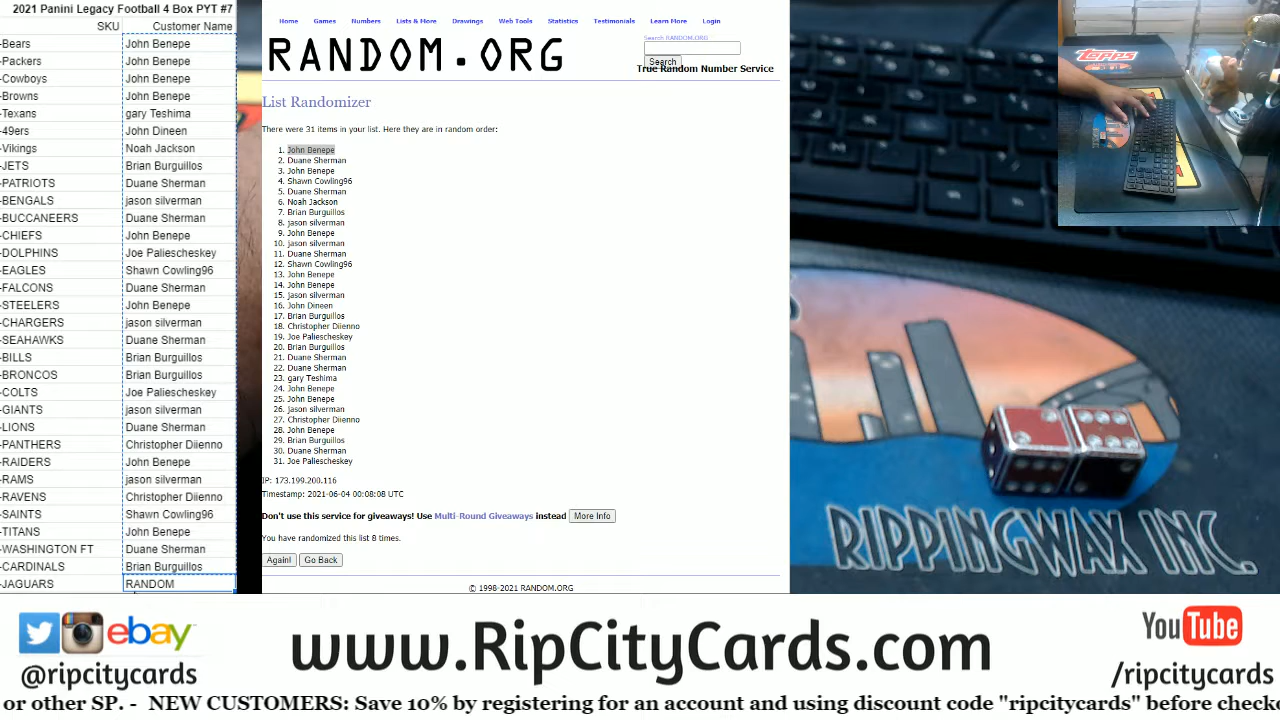 2021 Panini Legacy Football 4 Box PYT #7
SKU Customer Name
-Bears John Benepe
-Packers John Benepe
-Cowboys John Benepe
-Browns John Benepe
-Texans gary Teshima
-49ers John Dineen
-Vikings Noah Jackson
-JETS Brian Burguillos
-PATRIOTS Duane Sherman
-BENGALS jason silverman
-BUCCANEERS Duane Sherman
-CHIEFS John Benepe
-DOLPHINS Joe Paliescheskey
-EAGLES Shawn Cowling96
-FALCONS Duane Sherman
-STEELERS John Benepe
-CHARGERS jason silverman
-SEAHAWKS Duane Sherman
-BILLS Brian Burguillos
-BRONCOS Brian Burguillos
-COLTS Joe Paliescheskey
-GIANTS jason silverman
-LIONS Duane Sherman
-PANTHERS Christopher Diienno
-RAIDERS John Benepe
-RAMS jason silverman
-RAVENS Christopher Diienno
-SAINTS Shawn Cowling96
-TITANS John Benepe
-WASHINGTON FT Duane Sherman
-CARDINALS Brian Burguillos
-JAGUARS RANDOM
Home Games Numbers Lists & More Drawings Web Tools Statistics Testimonials Learn More Login
RANDOM.ORG
Search RANDOM.ORG
Search
True Random Number Service
List Randomizer
There were 31 items in your list. Here they are in random order:
1. John Benepe
2. Duane Sherman
3. John Benepe
4. Shawn Cowling96
5. Duane Sherman
6. Noah Jackson
7. Brian Burguillos
8. jason silverman
9. John Benepe
10. jason silverman
11. Duane Sherman
12. Shawn Cowling96
13. John Benepe
14. John Benepe
15. jason silverman
16. John Dineen
17. Brian Burguillos
18. Christopher Diienno
19. Joe Paliescheskey
20. Brian Burguillos
21. Duane Sherman
22. Duane Sherman
23. gary Teshima
24. John Benepe
25. John Benepe
26. jason silverman
27. Christopher Diienno
28. John Benepe
29. Brian Burguillos
30. Duane Sherman
31. Joe Paliescheskey
IP: 173.199.200.116
Timestamp: 2021-06-04 00:08:08 UTC
Don't use this service for giveaways! Use Multi-Round Giveaways instead More Info
You have randomized this list 8 times.
Again! Go Back
© 1998-2021 RANDOM.ORG
Topps
RIPPINGWAX INC.
ebay
@ripcitycards
www.RipCityCards.com
YouTube
/ripcitycards
or other SP. - NEW CUSTOMERS: Save 10% by registering for an account and using discount code "ripcitycards" before